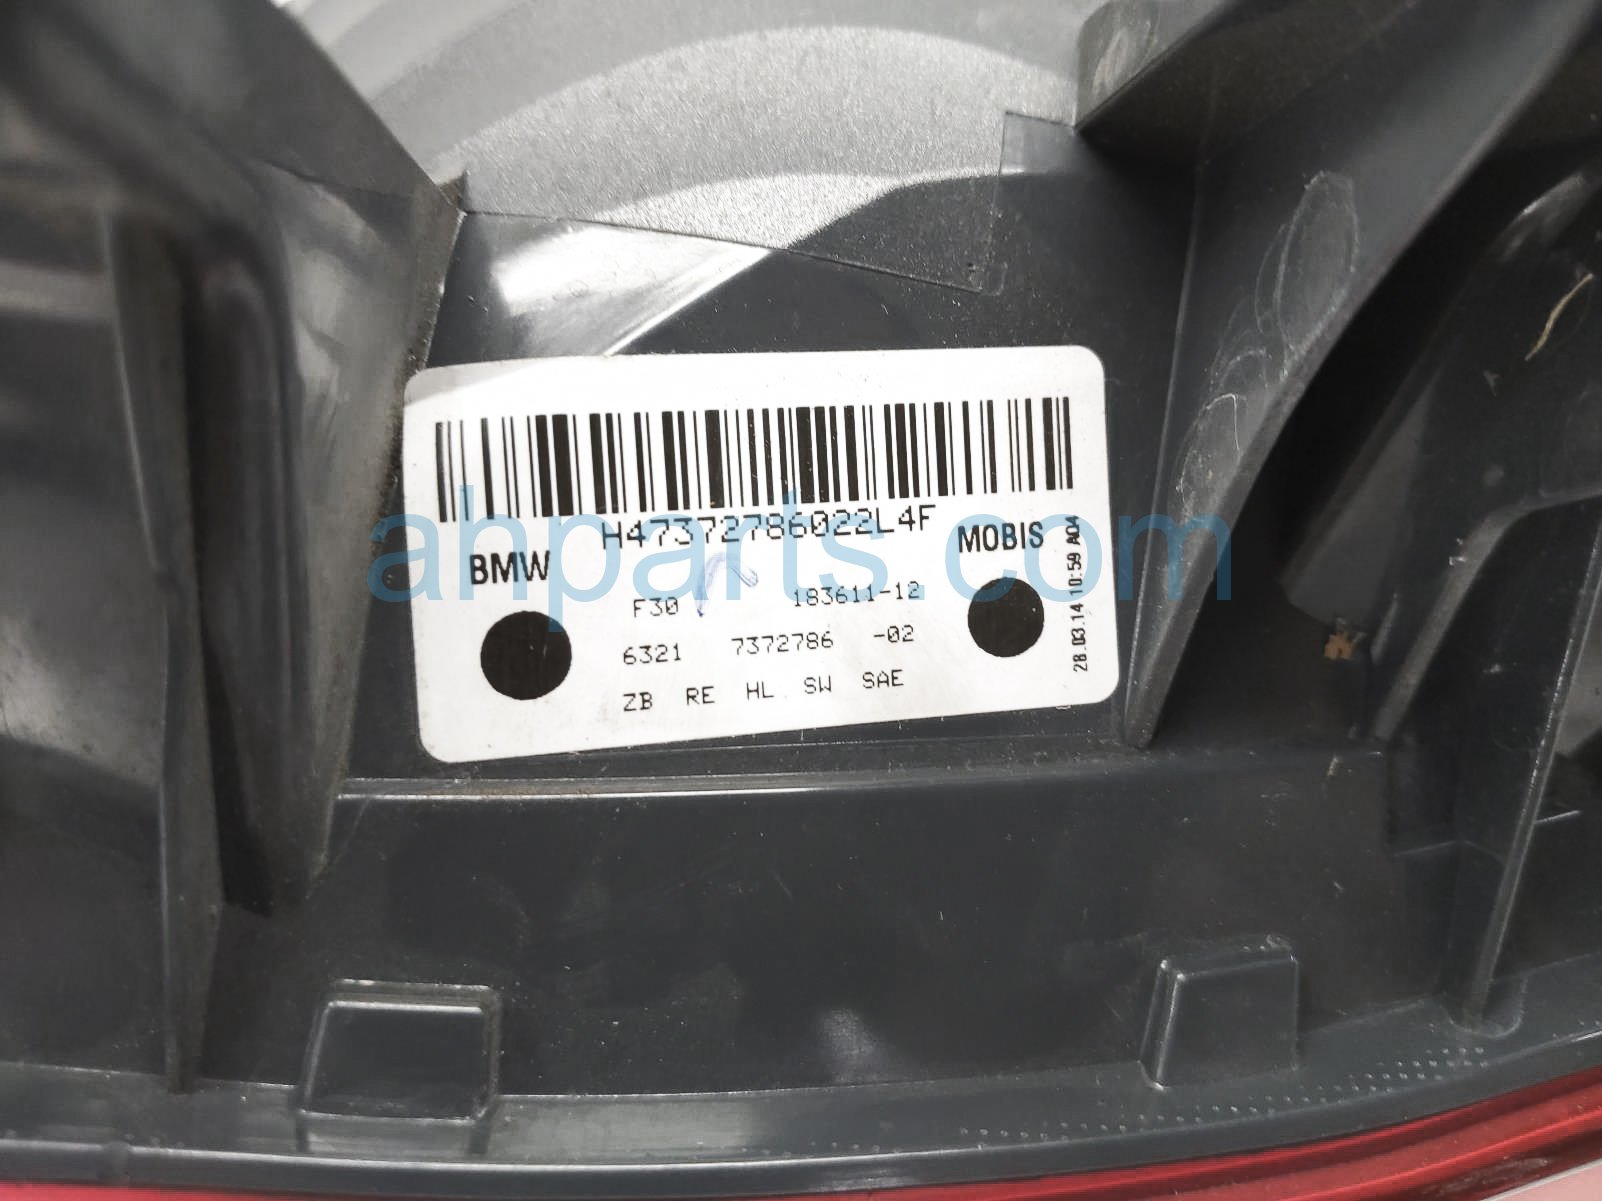 H47372786022L4F
BMW
MOBIS
F30 183611-12
6321 7372786 -02
ZB RE HL SW SAE
28.03.14 10:59 A04
ahparts.com